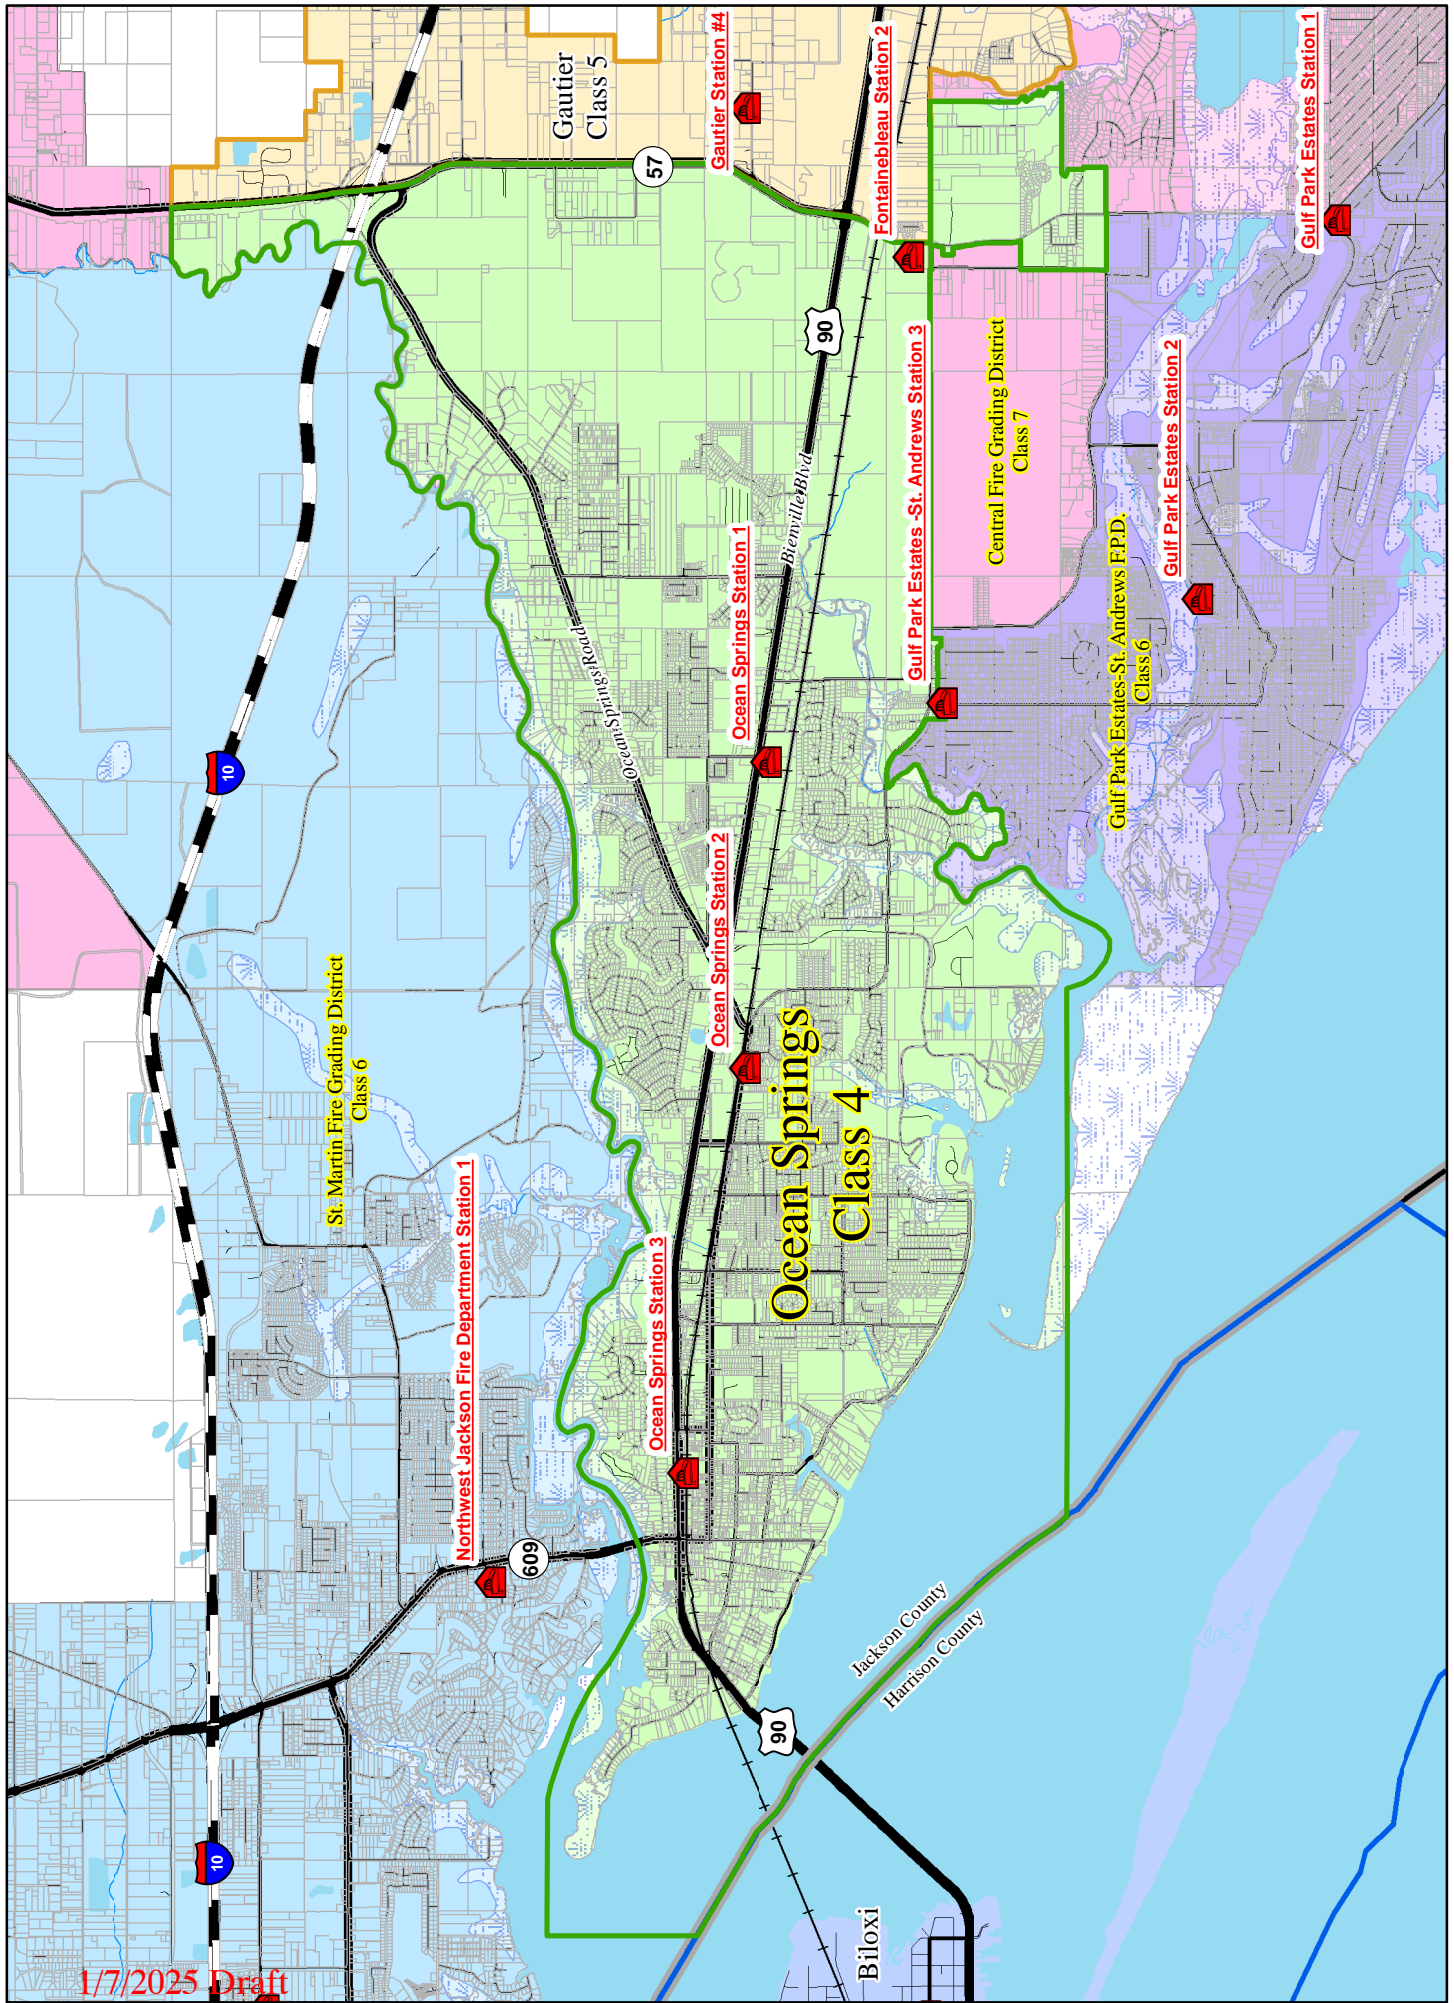 Gautier
Class 5
Gautier Station #4
57
Fontainebleau Station 2
Gulf Park Estates Station 1
90
Gulf Park Estates -St. Andrews Station 3
Central Fire Grading District
Class 7
Gulf Park Estates Station 2
Bienville Blvd
Ocean Springs Station 1
Gulf Park Estates-St. Andrews F.P.D.
Class 6
Ocean Springs Road
10
Ocean Springs Station 2
St. Martin Fire Grading District
Class 6
Ocean Springs
Class 4
Northwest Jackson Fire Department Station 1
Ocean Springs Station 3
609
Jackson County
Harrison County
90
10
Biloxi
1/7/2025 Draft